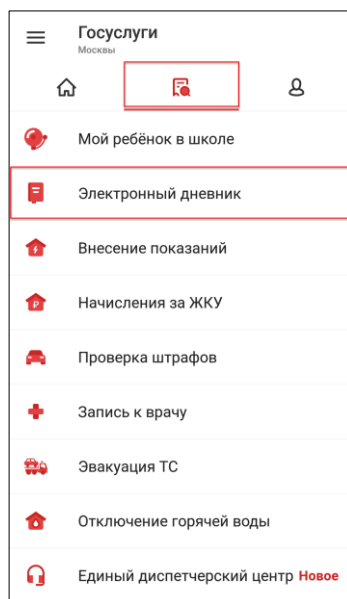 Госуслуги
Москвы
Мой ребёнок в школе
Электронный дневник
Внесение показаний
Начисления за ЖКУ
Проверка штрафов
Запись к врачу
Эвакуация ТС
Отключение горячей воды
Единый диспетчерский центр Новое